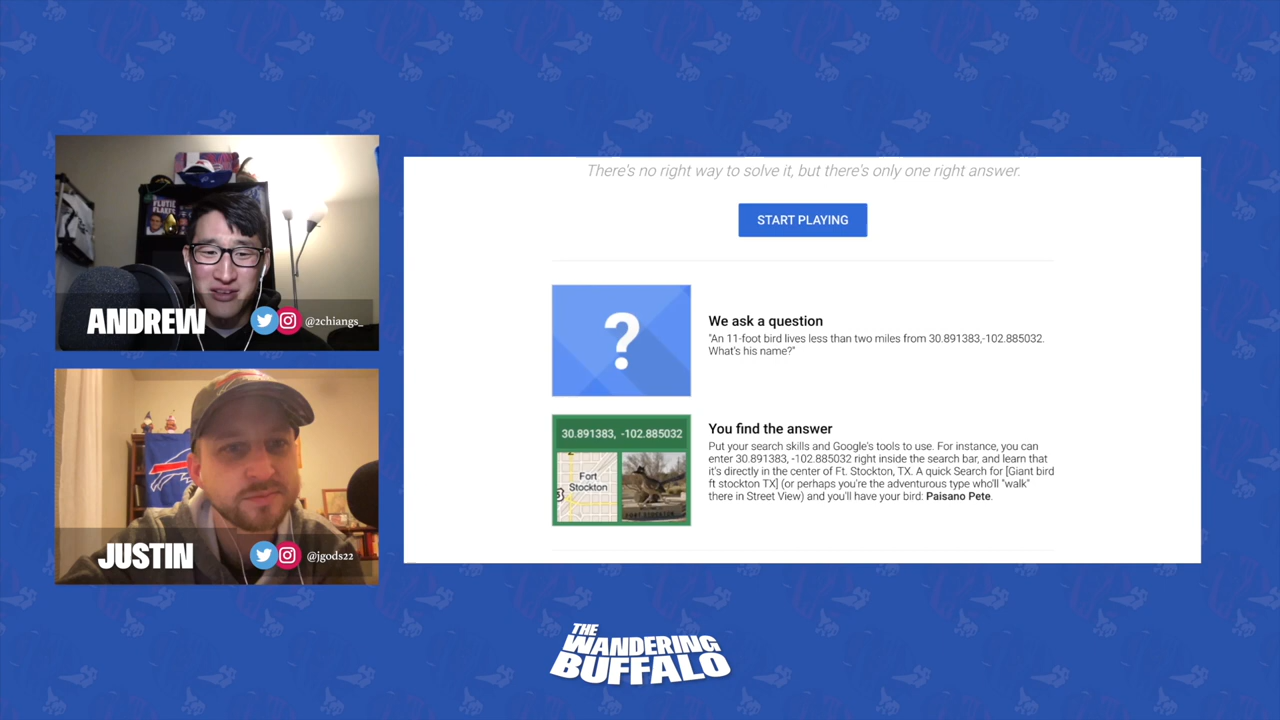 FLUTIE
FLAKES
ANDREW
@2chiangs_
JUSTIN
@jgods22
There's no right way to solve it, but there's only one right answer.
START PLAYING
?
We ask a question
"An 11-foot bird lives less than two miles from 30.891383,-102.885032.
What's his name?"
30.891383, -102.885032
Fort
Stockton
FORT STOCKTON
You find the answer
Put your search skills and Google's tools to use. For instance, you can
enter 30.891383, -102.885032 right inside the search bar, and learn that
it's directly in the center of Ft. Stockton, TX. A quick Search for [Giant bird
ft stockton TX] (or perhaps you're the adventurous type who'll "walk"
there in Street View) and you'll have your bird: Paisano Pete.
THE
WANDERING
BUFFALO